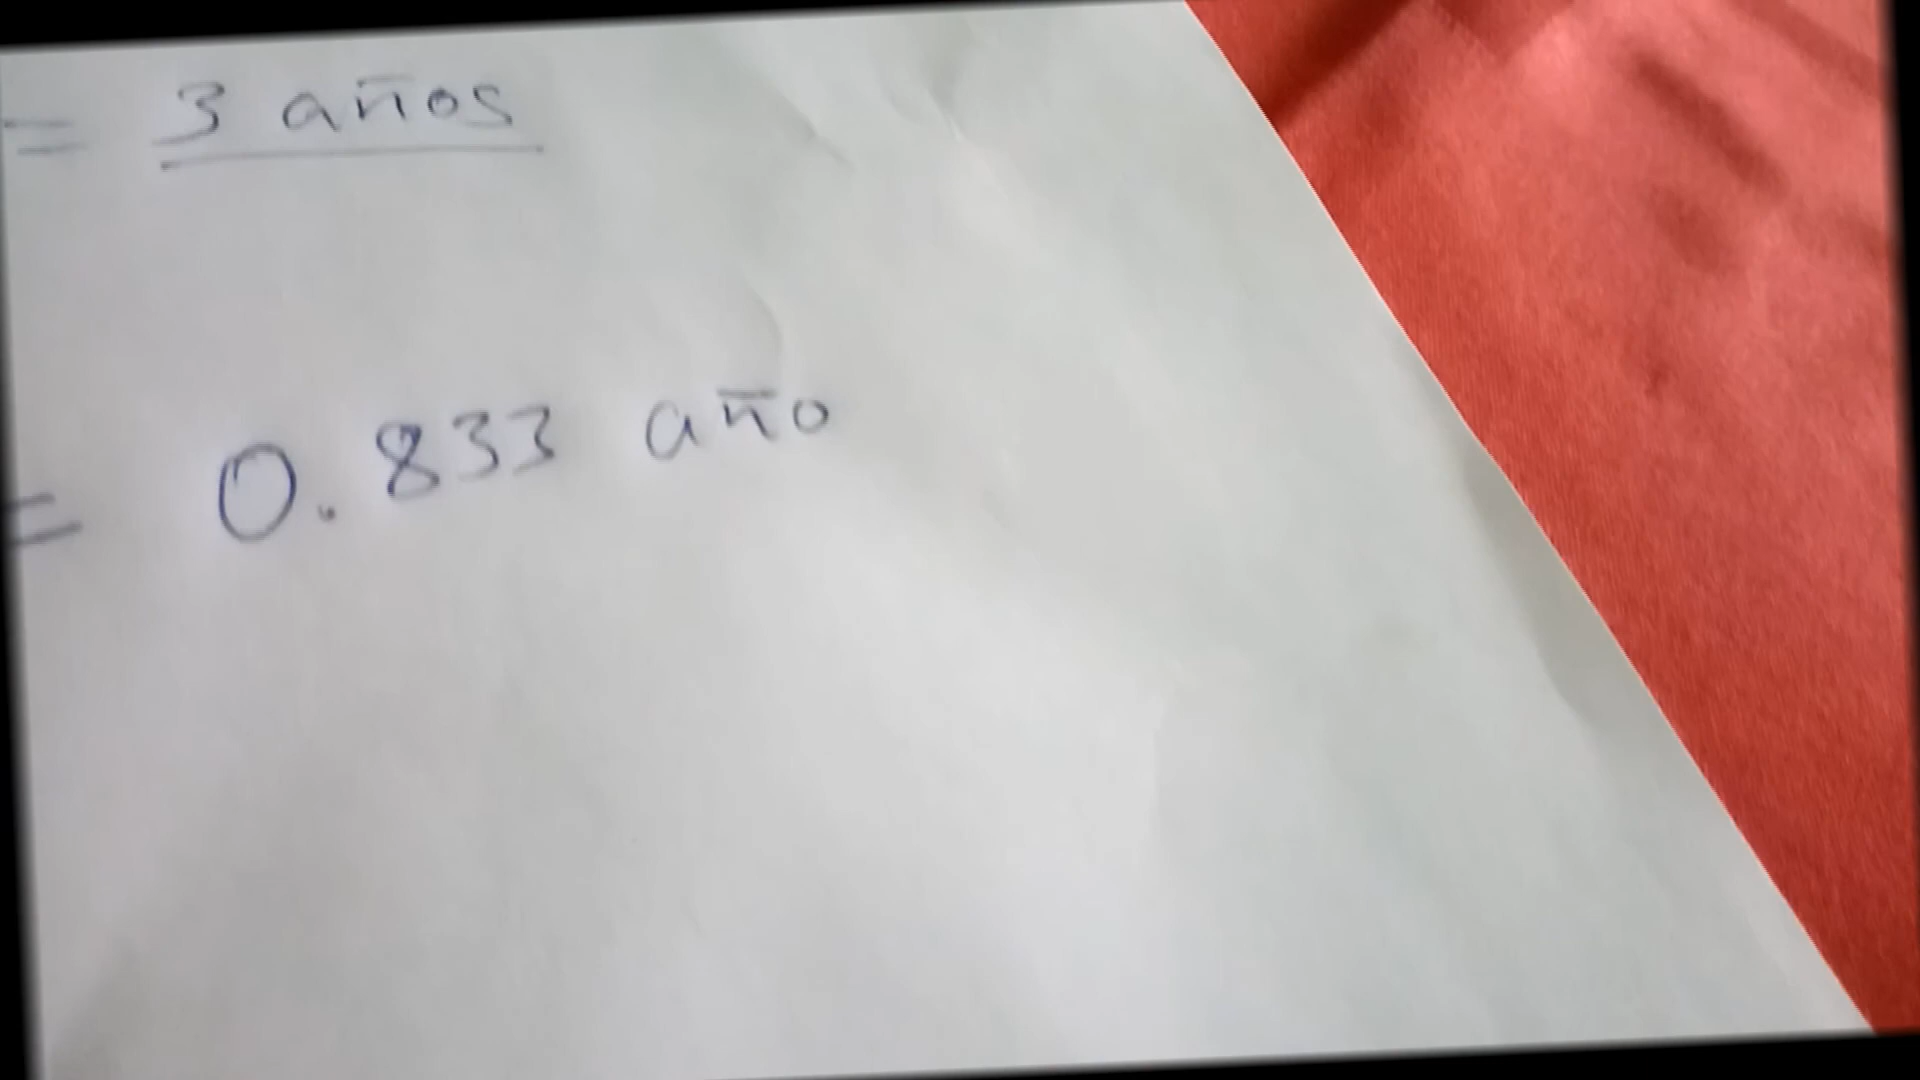 = 3 años
= 0.833 año